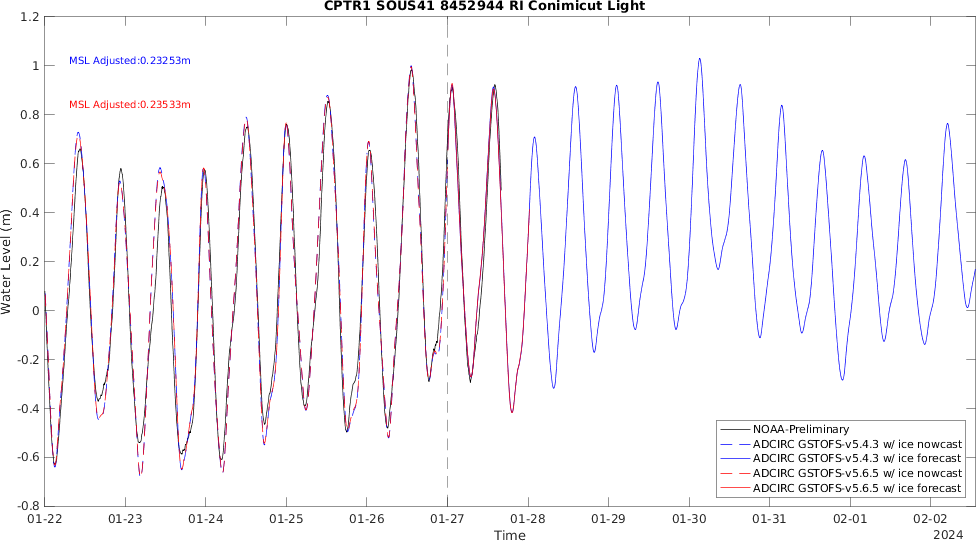 CPTR1 SOUS41 8452944 RI Conimicut Light
MSL Adjusted:0.23253m
MSL Adjusted:0.23533m
Water Level (m)
1.2
1
0.8
0.6
0.4
0.2
0
-0.2
-0.4
-0.6
-0.8
NOAA-Preliminary
ADCIRC GSTOFS-v5.4.3 w/ ice nowcast
ADCIRC GSTOFS-v5.4.3 w/ ice forecast
ADCIRC GSTOFS-v5.6.5 w/ ice nowcast
ADCIRC GSTOFS-v5.6.5 w/ ice forecast
01-22 01-23 01-24 01-25 01-26 01-27 01-28 01-29 01-30 01-31 02-01 02-02
Time
2024